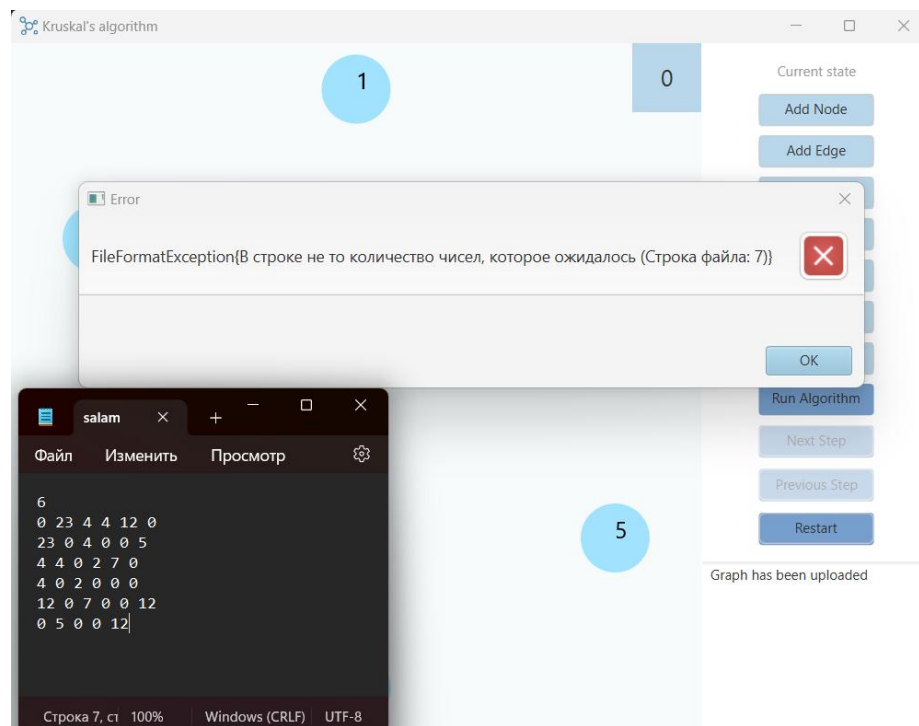 Kruskal's algorithm
1
0
Current state
Add Node
Add Edge
Error
FileFormatException{В строке не то количество чисел, которое ожидалось (Строка файла: 7)}
OK
Run Algorithm
Next Step
Previous Step
Restart
5
Graph has been uploaded
salam
Файл Изменить Просмотр
6
0 23 4 4 12 0
23 0 4 0 0 5
4 4 0 2 7 0
4 0 2 0 0 0
12 0 7 0 0 12
0 5 0 0 12
Строка 7, ст 100% Windows (CRLF) UTF-8